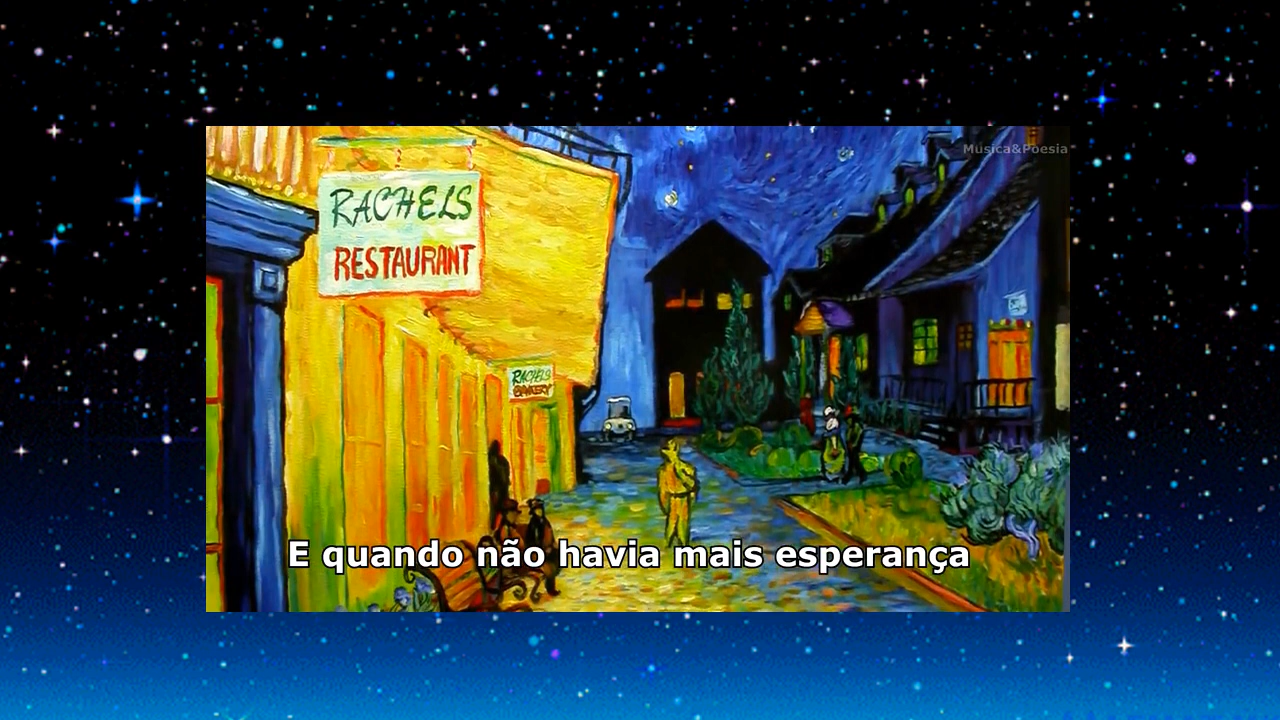 Musica&Poesia
RACHELS
RESTAURANT
RACHELS
BAKERY
E quando não havia mais esperança